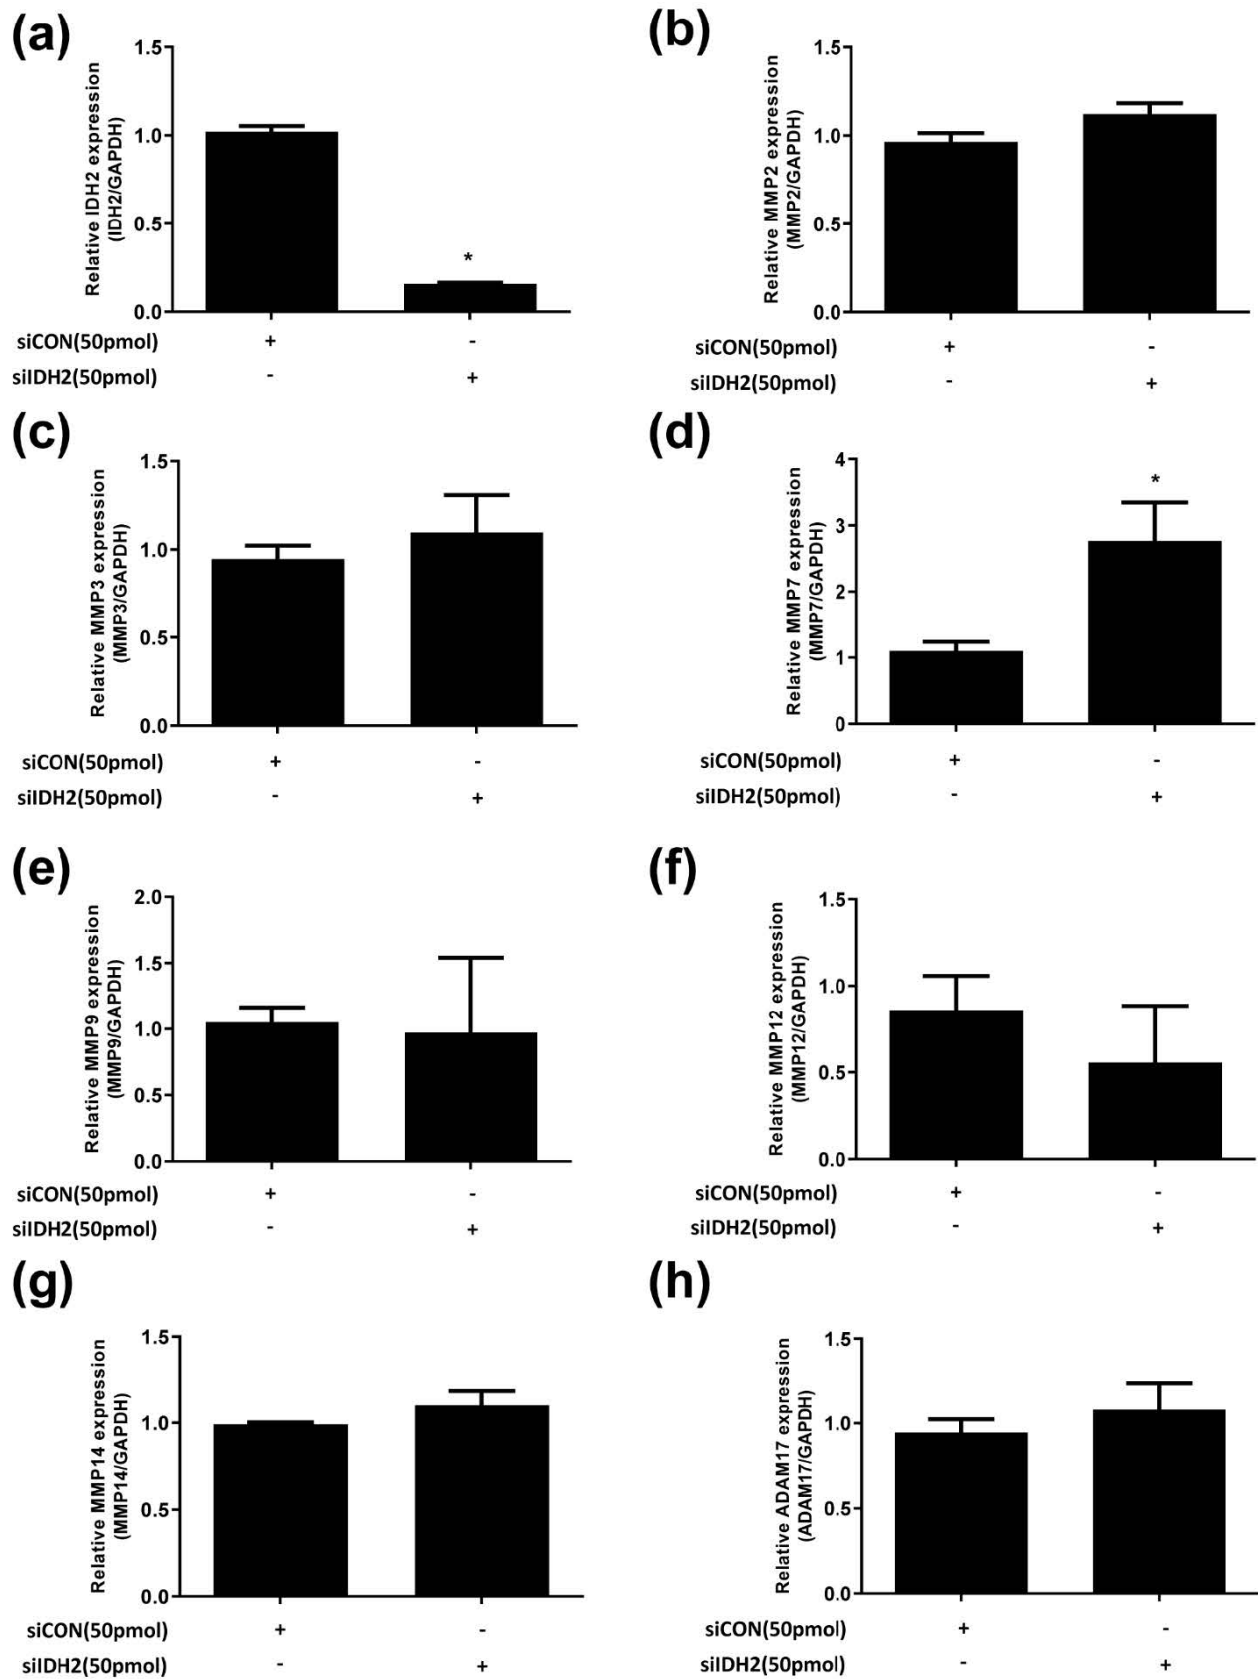 (a)
1.5
1.0
0.5
0.0
Relative IDH2 expression
(IDH2/GAPDH)
*
siCON(50pmol) + -
siIDH2(50pmol) - +
(b)
1.5
1.0
0.5
0.0
Relative MMP2 expression
(MMP2/GAPDH)
siCON(50pmol) + -
siIDH2(50pmol) - +
(c)
1.5
1.0
0.5
0.0
Relative MMP3 expression
(MMP3/GAPDH)
siCON(50pmol) + -
siIDH2(50pmol) - +
(d)
4
3
2
1
0
Relative MMP7 expression
(MMP7/GAPDH)
*
siCON(50pmol) + -
siIDH2(50pmol) - +
(e)
2.0
1.5
1.0
0.5
0.0
Relative MMP9 expression
(MMP9/GAPDH)
siCON(50pmol) + -
siIDH2(50pmol) - +
(f)
1.5
1.0
0.5
0.0
Relative MMP12 expression
(MMP12/GAPDH)
siCON(50pmol) + -
siIDH2(50pmol) - +
(g)
1.5
1.0
0.5
0.0
Relative MMP14 expression
(MMP14/GAPDH)
siCON(50pmol) + -
siIDH2(50pmol) - +
(h)
1.5
1.0
0.5
0.0
Relative ADAM17 expression
(ADAM17/GAPDH)
siCON(50pmol) + -
siIDH2(50pmol) - +